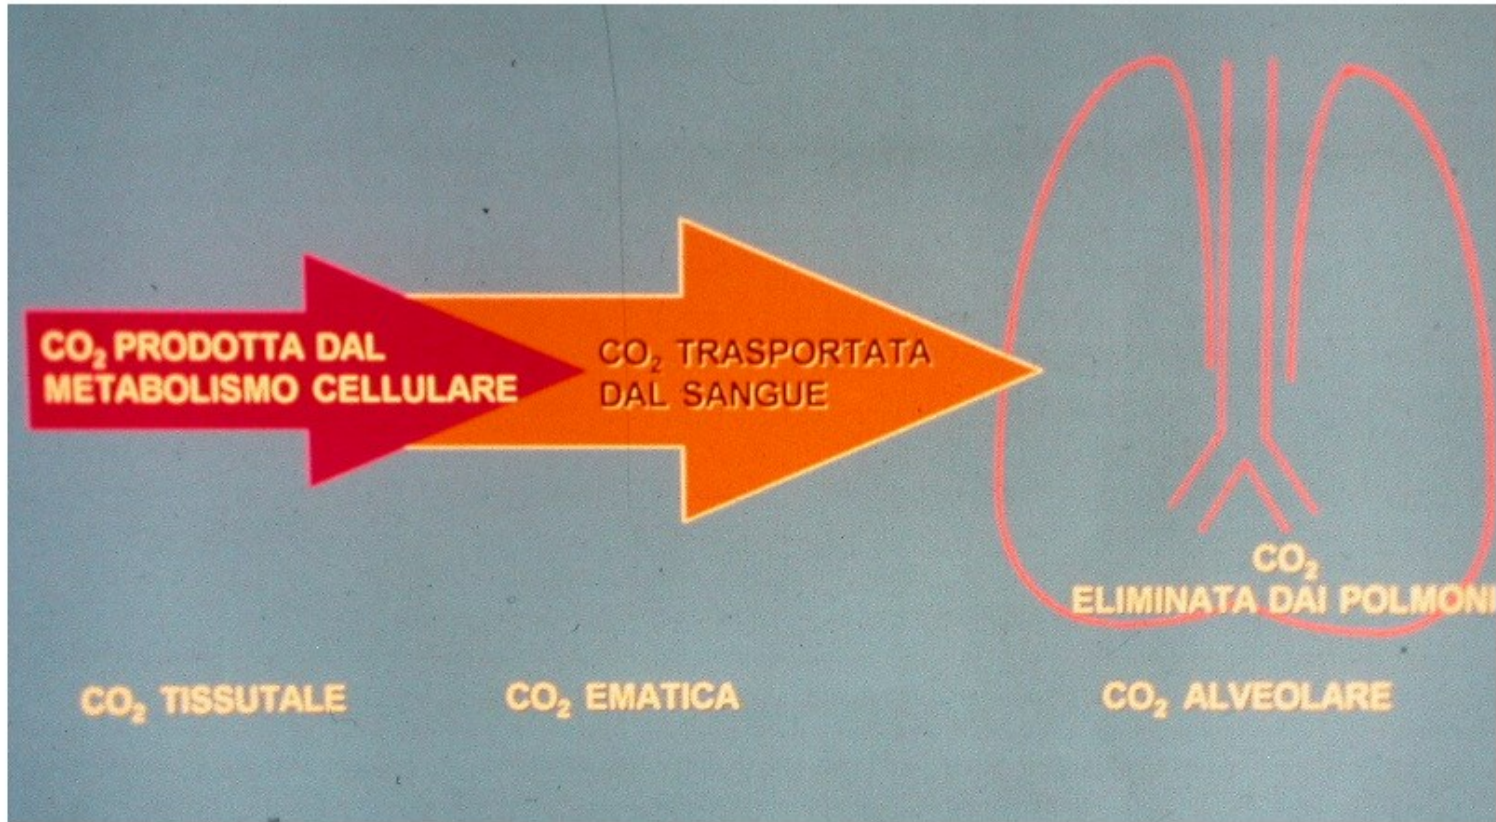 CO₂ PRODOTTA DAL
METABOLISMO CELLULARE
CO₂ TRASPORTATA
DAL SANGUE
CO₂
ELIMINATA DAI POLMONI
CO₂ TISSUTALE
CO₂ EMATICA
CO₂ ALVEOLARE